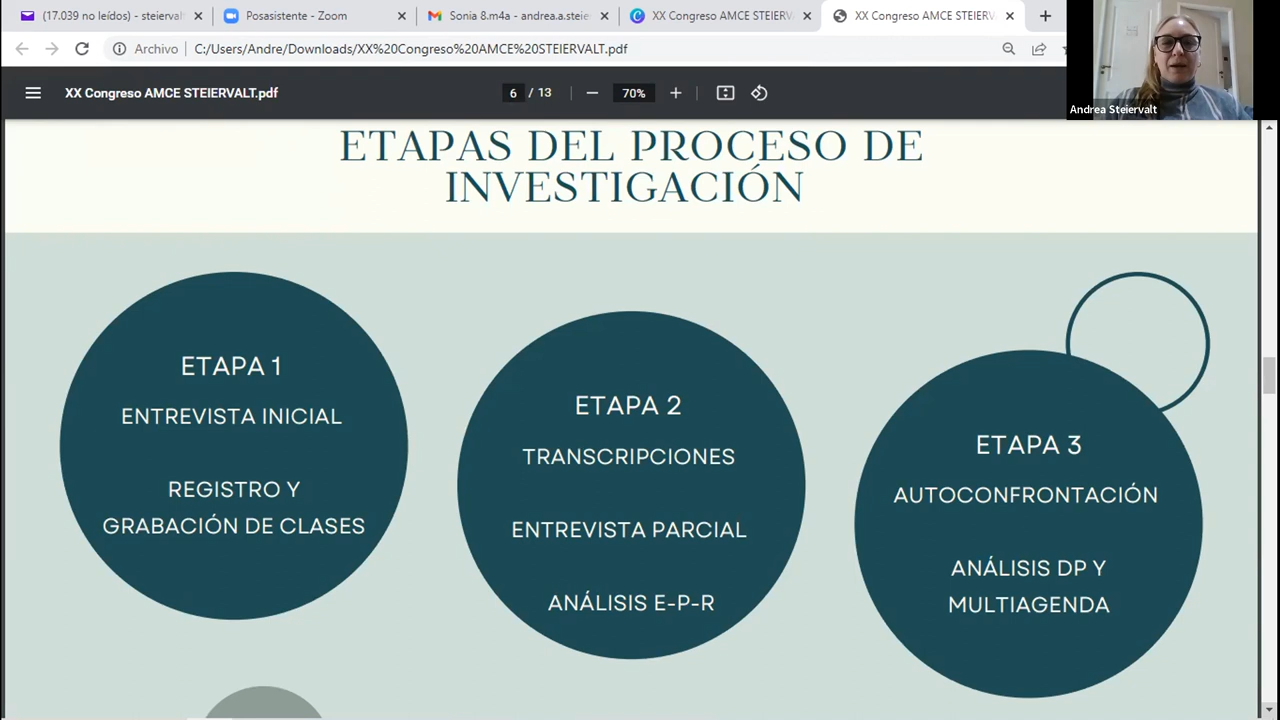 (17.039 no leídos) - steierval
Posasistente - Zoom
Sonia 8.m4a - andrea.a.steie
XX Congreso AMCE STEIERVA
XX Congreso AMCE STEIERVA
Archivo
C:/Users/Andre/Downloads/XX%20Congreso%20AMCE%20STEIERVALT.pdf
XX Congreso AMCE STEIERVALT.pdf
6 / 13
70%
Andrea Steiervalt
ETAPAS DEL PROCESO DE
INVESTIGACIÓN
ETAPA 1
ENTREVISTA INICIAL
REGISTRO Y
GRABACIÓN DE CLASES
ETAPA 2
TRANSCRIPCIONES
ENTREVISTA PARCIAL
ANÁLISIS E-P-R
ETAPA 3
AUTOCONFRONTACIÓN
ANÁLISIS DP Y
MULTIAGENDA